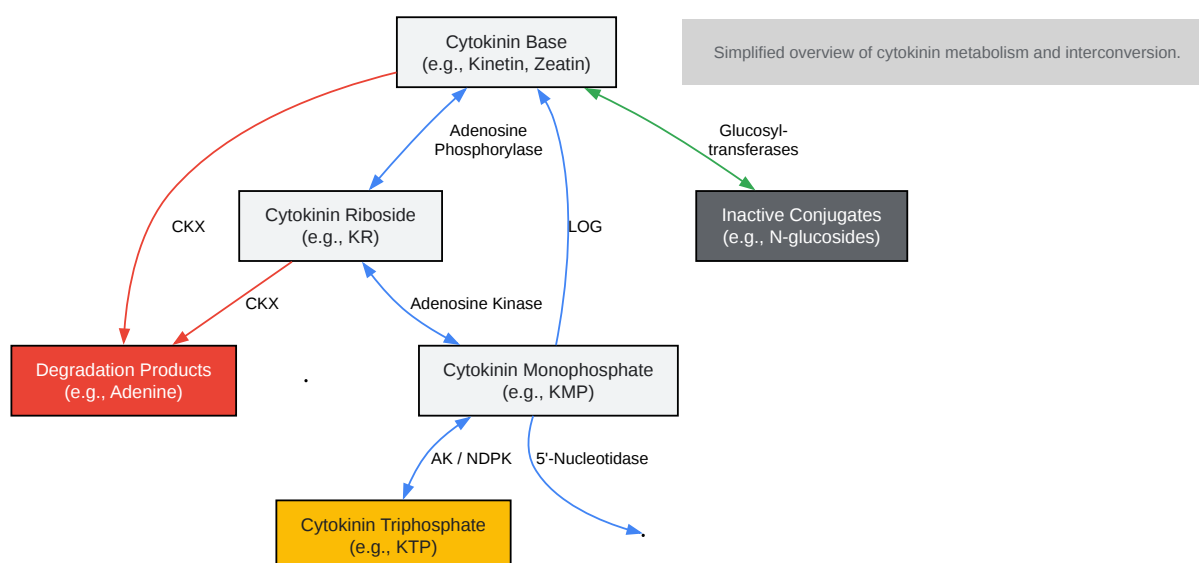 Cytokinin Base
(e.g., Kinetin, Zeatin)
Simplified overview of cytokinin metabolism and interconversion.
Adenosine
Phosphorylase
Glucosyl-
transferases
CKX
Cytokinin Riboside
(e.g., KR)
LOG
Inactive Conjugates
(e.g., N-glucosides)
CKX
Adenosine Kinase
Degradation Products
(e.g., Adenine)
Cytokinin Monophosphate
(e.g., KMP)
AK / NDPK
5'-Nucleotidase
Cytokinin Triphosphate
(e.g., KTP)